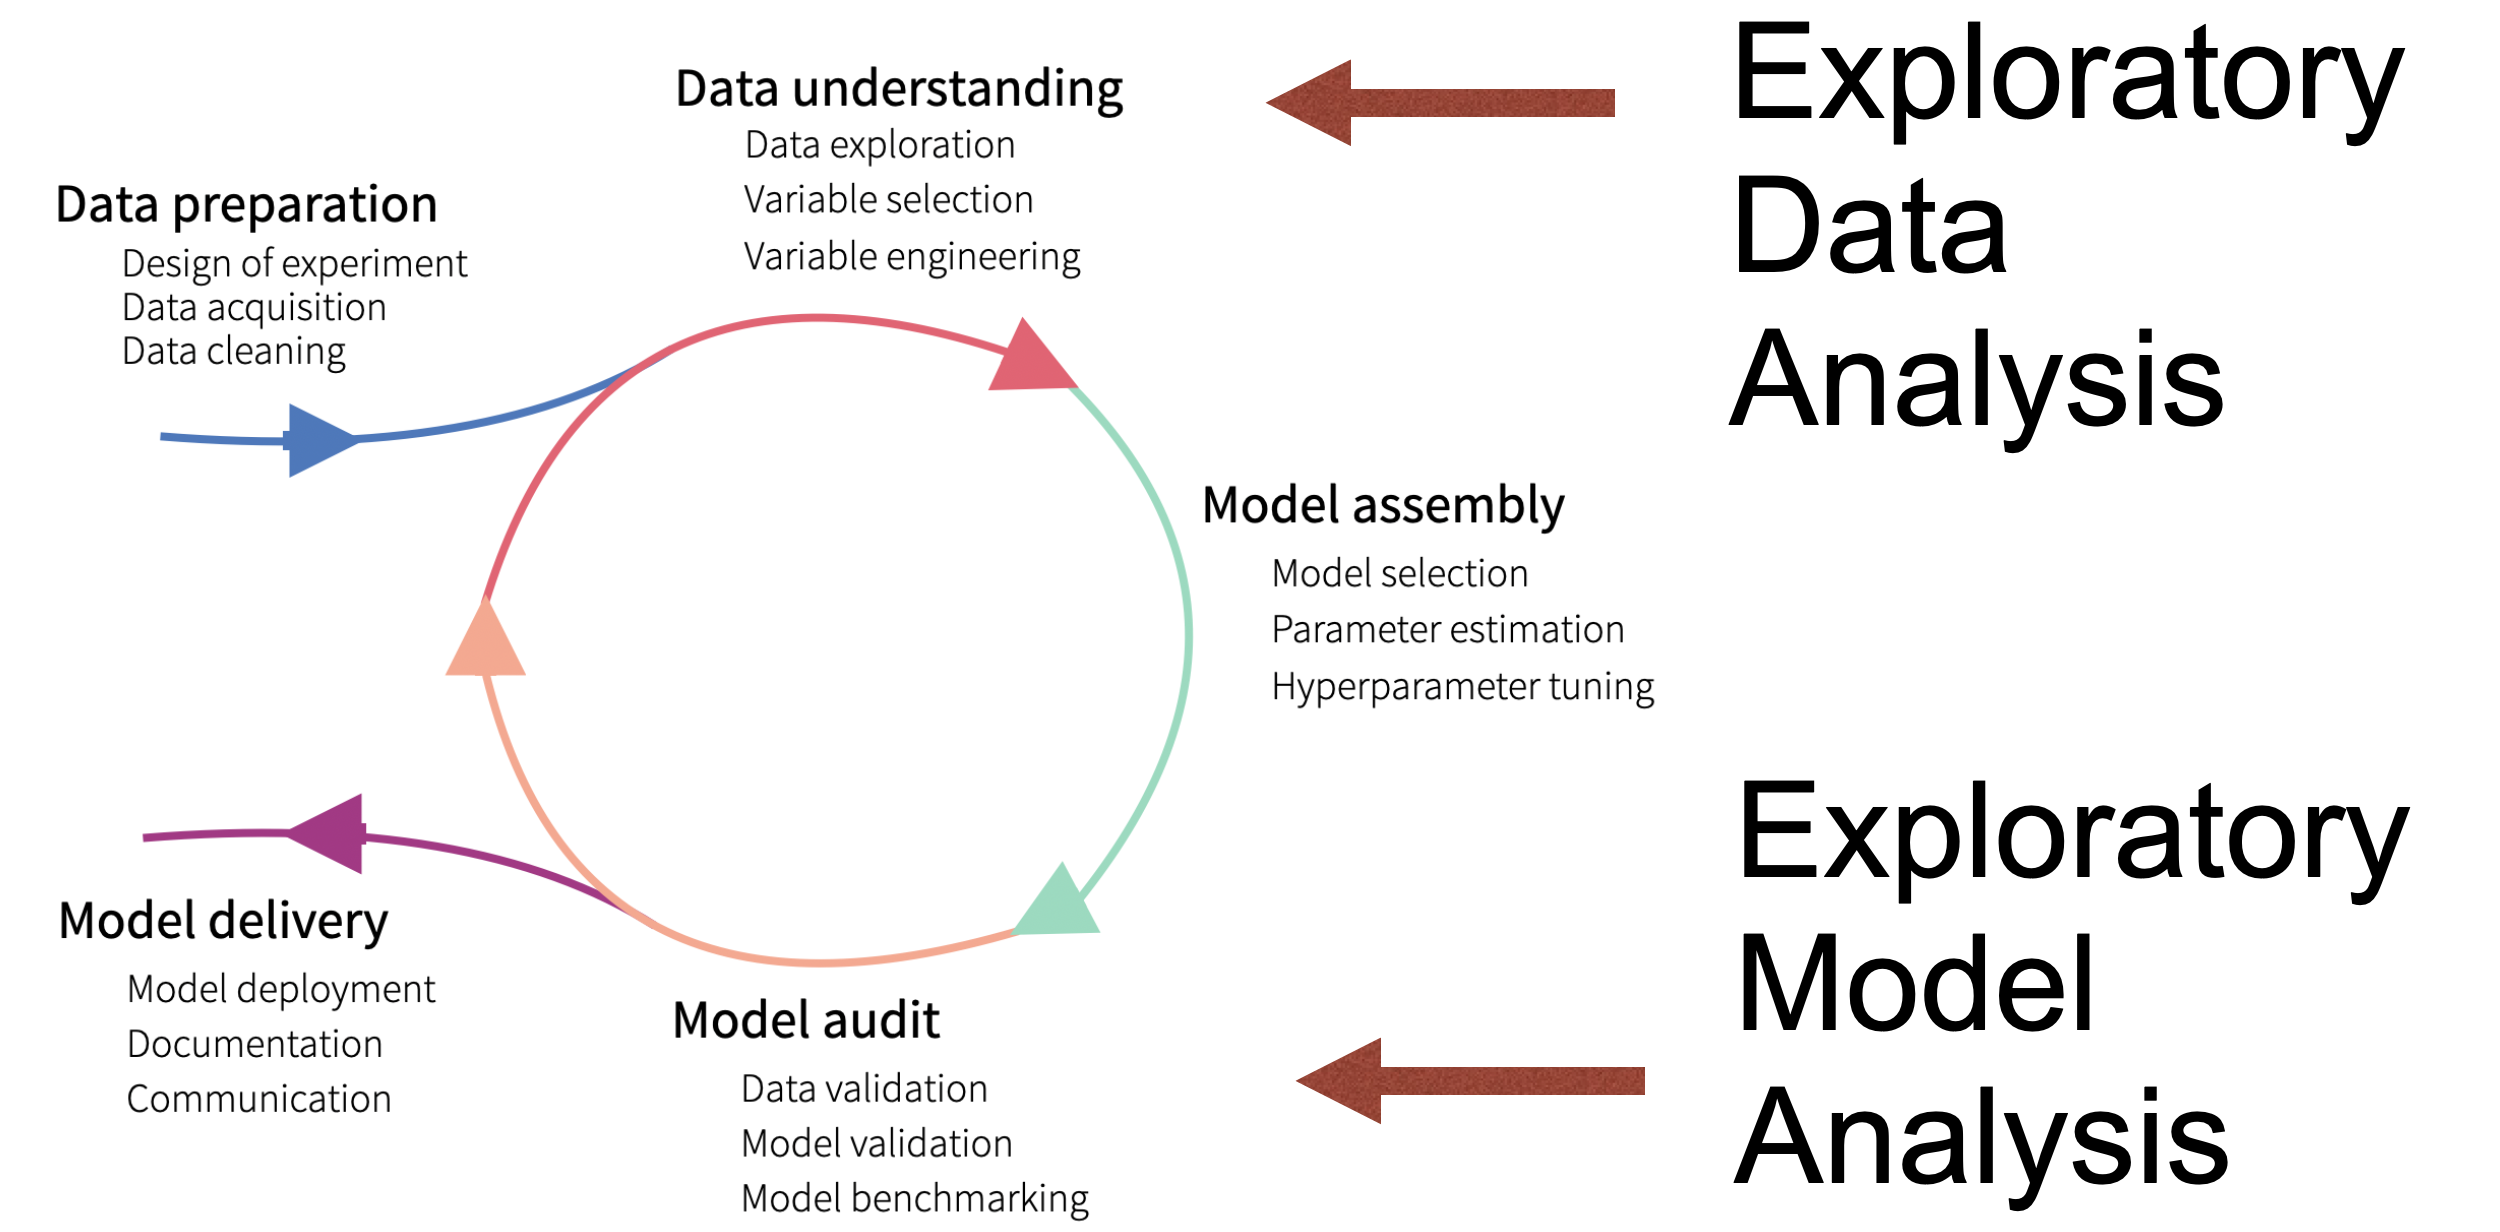 Data preparation
Design of experiment
Data acquisition
Data cleaning
Data understanding
Data exploration
Variable selection
Variable engineering
Exploratory
Data
Analysis
Model assembly
Model selection
Parameter estimation
Hyperparameter tuning
Model delivery
Model deployment
Documentation
Communication
Model audit
Data validation
Model validation
Model benchmarking
Exploratory
Model
Analysis